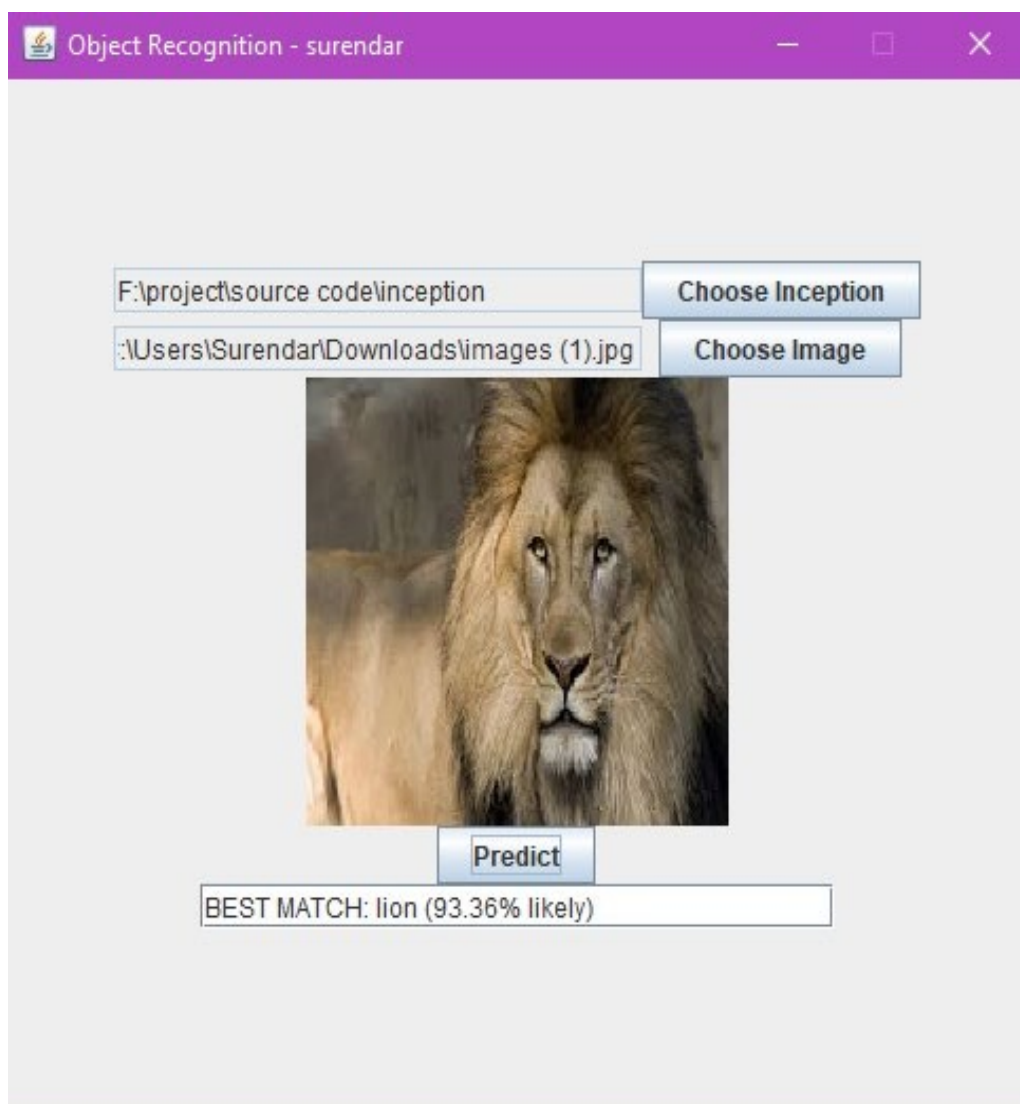 Object Recognition - surendar
F:\project\source code\inception
Choose Inception
:\Users\Surendar\Downloads\images (1).jpg
Choose Image
Predict
BEST MATCH: lion (93.36% likely)